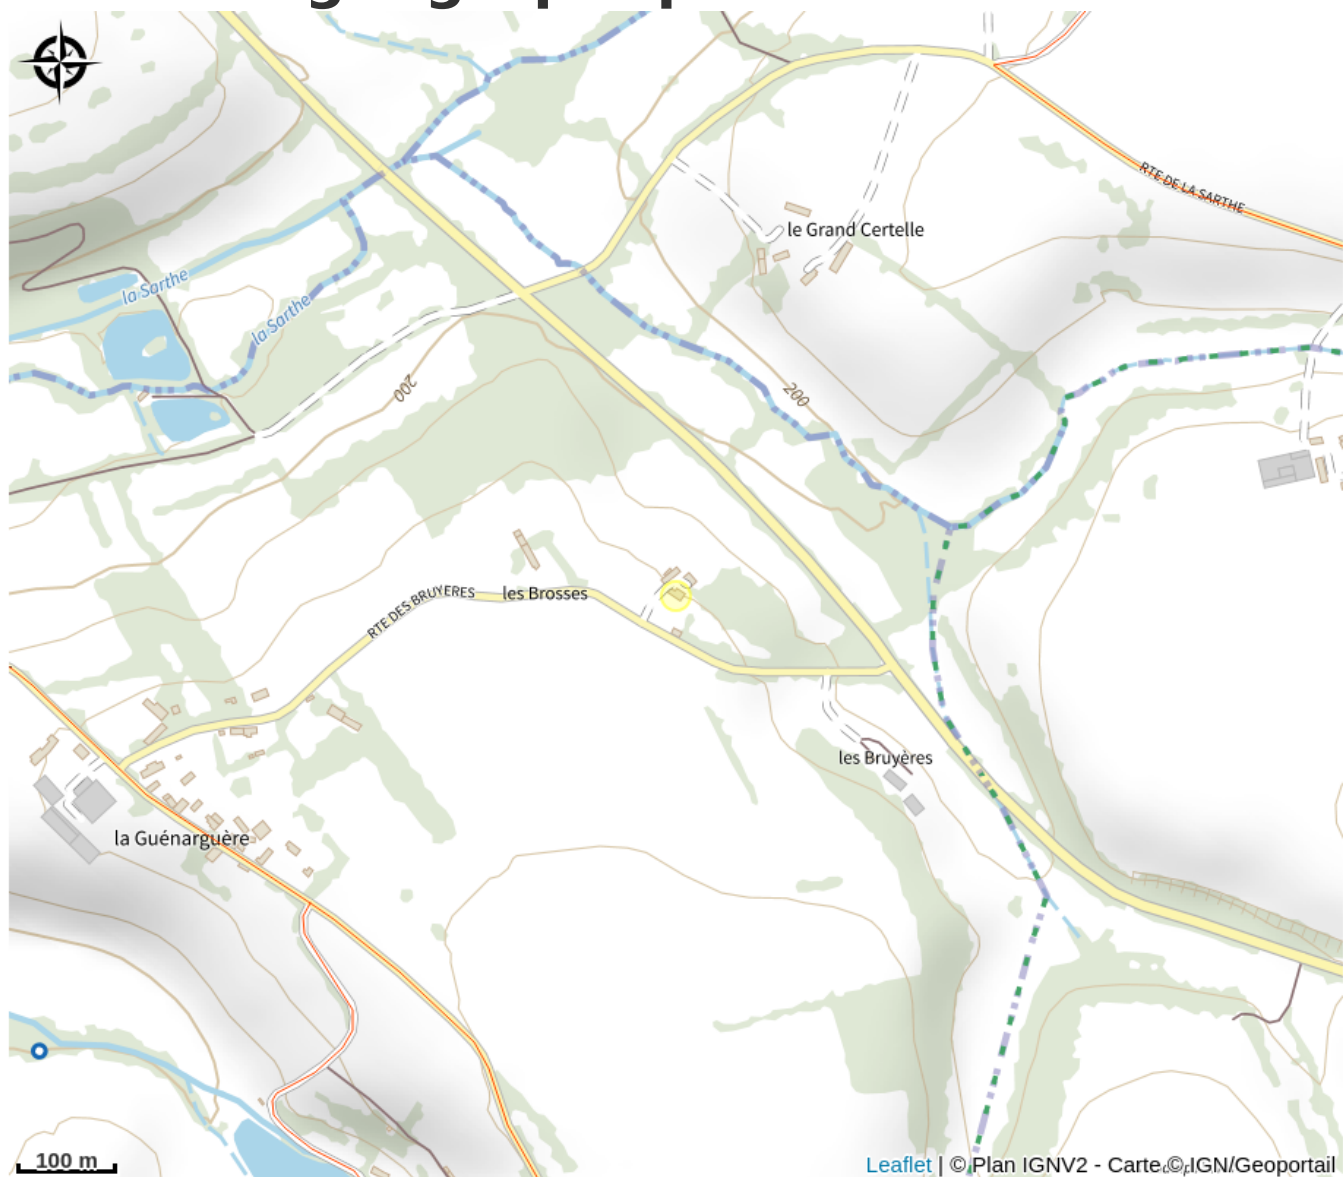 RTE DE LA SARTHE
le Grand Certelle
la Sarthe
la Sarthe
200
200
RTE DES BRUYERES
les Brosses
les Bruyères
la Guénarguère
100 m
Leaflet | © Plan IGNV2 - Carte © IGN/Geoportail